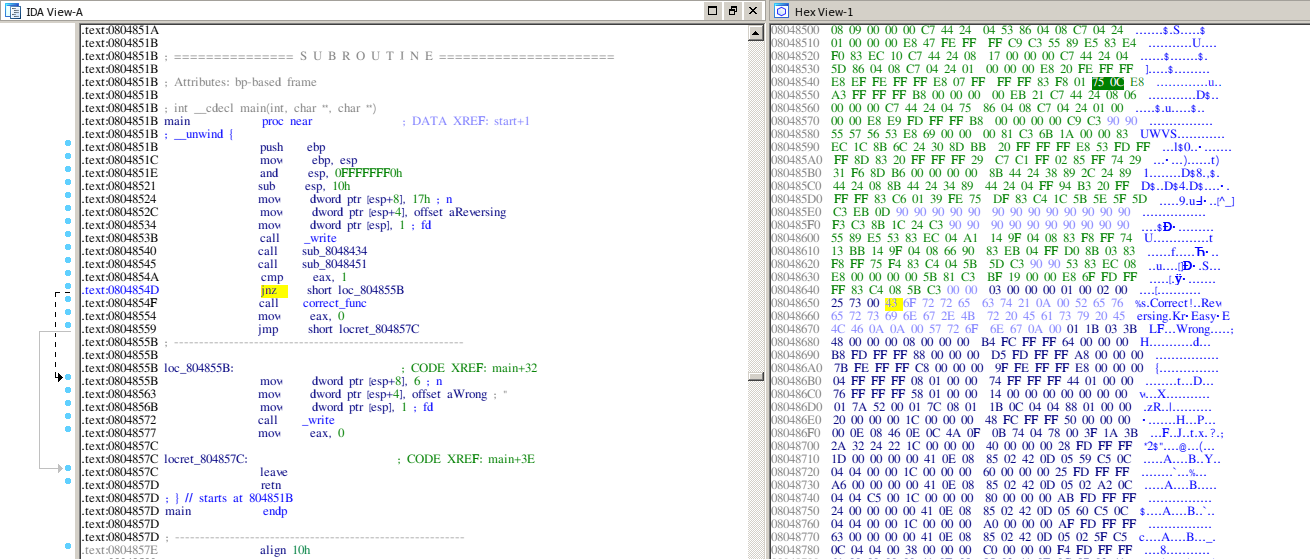 IDA View-A
.text:0804851A
.text:0804851B ; =============== S U B R O U T I N E =======================================
.text:0804851B
.text:0804851B ; Attributes: bp-based frame
.text:0804851B
.text:0804851B ; int __cdecl main(int, char **, char **)
.text:0804851B main proc near ; DATA XREF: start+1
.text:0804851B ; __unwind {
.text:0804851B push ebp
.text:0804851C mov ebp, esp
.text:0804851E and esp, 0FFFFFFF0h
.text:08048521 sub esp, 10h
.text:08048524 mov dword ptr [esp+8], 17h ; n
.text:0804852C mov dword ptr [esp+4], offset aReversing
.text:08048534 mov dword ptr [esp], 1 ; fd
.text:0804853B call _write
.text:08048540 call sub_8048434
.text:08048545 call sub_8048451
.text:0804854A cmp eax, 1
.text:0804854D jnz short loc_804855B
.text:0804854F call correct_func
.text:08048554 mov eax, 0
.text:08048559 jmp short locret_804857C
.text:0804855B ; ---------------------------------------------------------------------------
.text:0804855B
.text:0804855B loc_804855B: ; CODE XREF: main+32
.text:0804855B mov dword ptr [esp+8], 6 ; n
.text:08048563 mov dword ptr [esp+4], offset aWrong ; "
.text:0804856B mov dword ptr [esp], 1 ; fd
.text:08048572 call _write
.text:08048577 mov eax, 0
.text:0804857C
.text:0804857C locret_804857C: ; CODE XREF: main+3E
.text:0804857C leave
.text:0804857D retn
.text:0804857D ; } // starts at 804851B
.text:0804857D main endp
.text:0804857D
.text:0804857D ; ---------------------------------------------------------------------------
.text:0804857E align 10h
Hex View-1
08048500 08 09 00 00 00 C7 44 24 04 53 86 04 08 C7 04 24 ......$.S.....$
08048510 01 00 00 00 E8 47 FE FF FF C9 C3 55 89 E5 83 E4
08048520 F0 83 EC 10 C7 44 24 08 17 00 00 00 C7 44 24 04
08048530 5D 86 04 08 C7 04 24 01 00 00 00 E8 20 FE FF FF
08048540 E8 EF FE FF FF E8 07 FF FF FF 83 F8 01 75 0C E8
08048550 A3 FF FF FF B8 00 00 00 00 EB 21 C7 44 24 08 06
08048560 00 00 00 C7 44 24 04 75 86 04 08 C7 04 24 01 00
08048570 00 00 E8 E9 FD FF FF B8 00 00 00 00 C9 C3 90 90
08048580 55 57 56 53 E8 69 00 00 00 81 C3 6B 1A 00 00 83
08048590 EC 1C 8B 6C 24 30 8D BB 20 FF FF FF E8 53 FD FF
080485A0 FF 8D 83 20 FF FF FF 29 C7 C1 FF 02 85 FF 74 29
080485B0 31 F6 8D B6 00 00 00 00 8B 44 24 38 89 2C 24 89
080485C0 44 24 08 8B 44 24 34 89 44 24 04 FF 94 B3 20 FF
080485D0 FF FF 83 C6 01 39 FE 75 DF 83 C4 1C 5B 5E 5F 5D
080485E0 C3 EB 0D 90 90 90 90 90 90 90 90 90 90 90 90 90
080485F0 F3 C3 8B 1C 24 C3 90 90 90 90 90 90 90 90 90 90
08048600 55 89 E5 53 83 EC 04 A1 14 9F 04 08 83 F8 FF 74
08048610 13 BB 14 9F 04 08 66 90 83 EB 04 FF D0 8B 03 83
08048620 F8 FF 75 F4 83 C4 04 5B 5D C3 90 90 53 83 EC 08
08048630 E8 00 00 00 00 5B 81 C3 BF 19 00 00 E8 6F FD FF
08048640 FF 83 C4 08 5B C3 00 00 03 00 00 00 01 00 02 00
08048650 25 73 00 43 6F 72 72 65 63 74 21 0A 00 52 65 76 %s.Correct!..Rev
08048660 65 72 73 69 6E 67 2E 4B 72 20 45 61 73 79 20 45 ersing.Kr·Easy·E
08048670 4C 46 0A 0A 00 57 72 6F 6E 67 0A 00 01 1B 03 3B LF...Wrong.....;
08048680 48 00 00 00 08 00 00 00 B4 FC FF FF 64 00 00 00
08048690 B8 FD FF FF 88 00 00 00 D5 FD FF FF A8 00 00 00
080486A0 7B FE FF FF C8 00 00 00 9F FE FF FF E8 00 00 00
080486B0 04 FF FF FF 08 01 00 00 74 FF FF FF 44 01 00 00
080486C0 76 FF FF FF 58 01 00 00 14 00 00 00 00 00 00 00
080486D0 01 7A 52 00 01 7C 08 01 1B 0C 04 04 88 01 00 00
080486E0 20 00 00 00 1C 00 00 00 48 FC FF FF 50 00 00 00
080486F0 00 0E 08 46 0E 0C 4A 0F 0B 74 04 78 00 3F 1A 3B
08048700 2A 32 24 22 1C 00 00 00 40 00 00 00 28 FD FF FF
08048710 1D 00 00 00 00 41 0E 08 85 02 42 0D 05 59 C5 0C
08048720 04 04 00 00 1C 00 00 00 60 00 00 00 25 FD FF FF
08048730 A6 00 00 00 00 41 0E 08 85 02 42 0D 05 02 A2 0C
08048740 04 04 C5 00 1C 00 00 00 80 00 00 00 AB FD FF FF
08048750 24 00 00 00 00 41 0E 08 85 02 42 0D 05 60 C5 0C
08048760 04 04 00 00 1C 00 00 00 A0 00 00 00 AF FD FF FF
08048770 63 00 00 00 00 41 0E 08 85 02 42 0D 05 02 5F C5
08048780 0C 04 04 00 38 00 00 00 C0 00 00 00 F4 FD FF FF